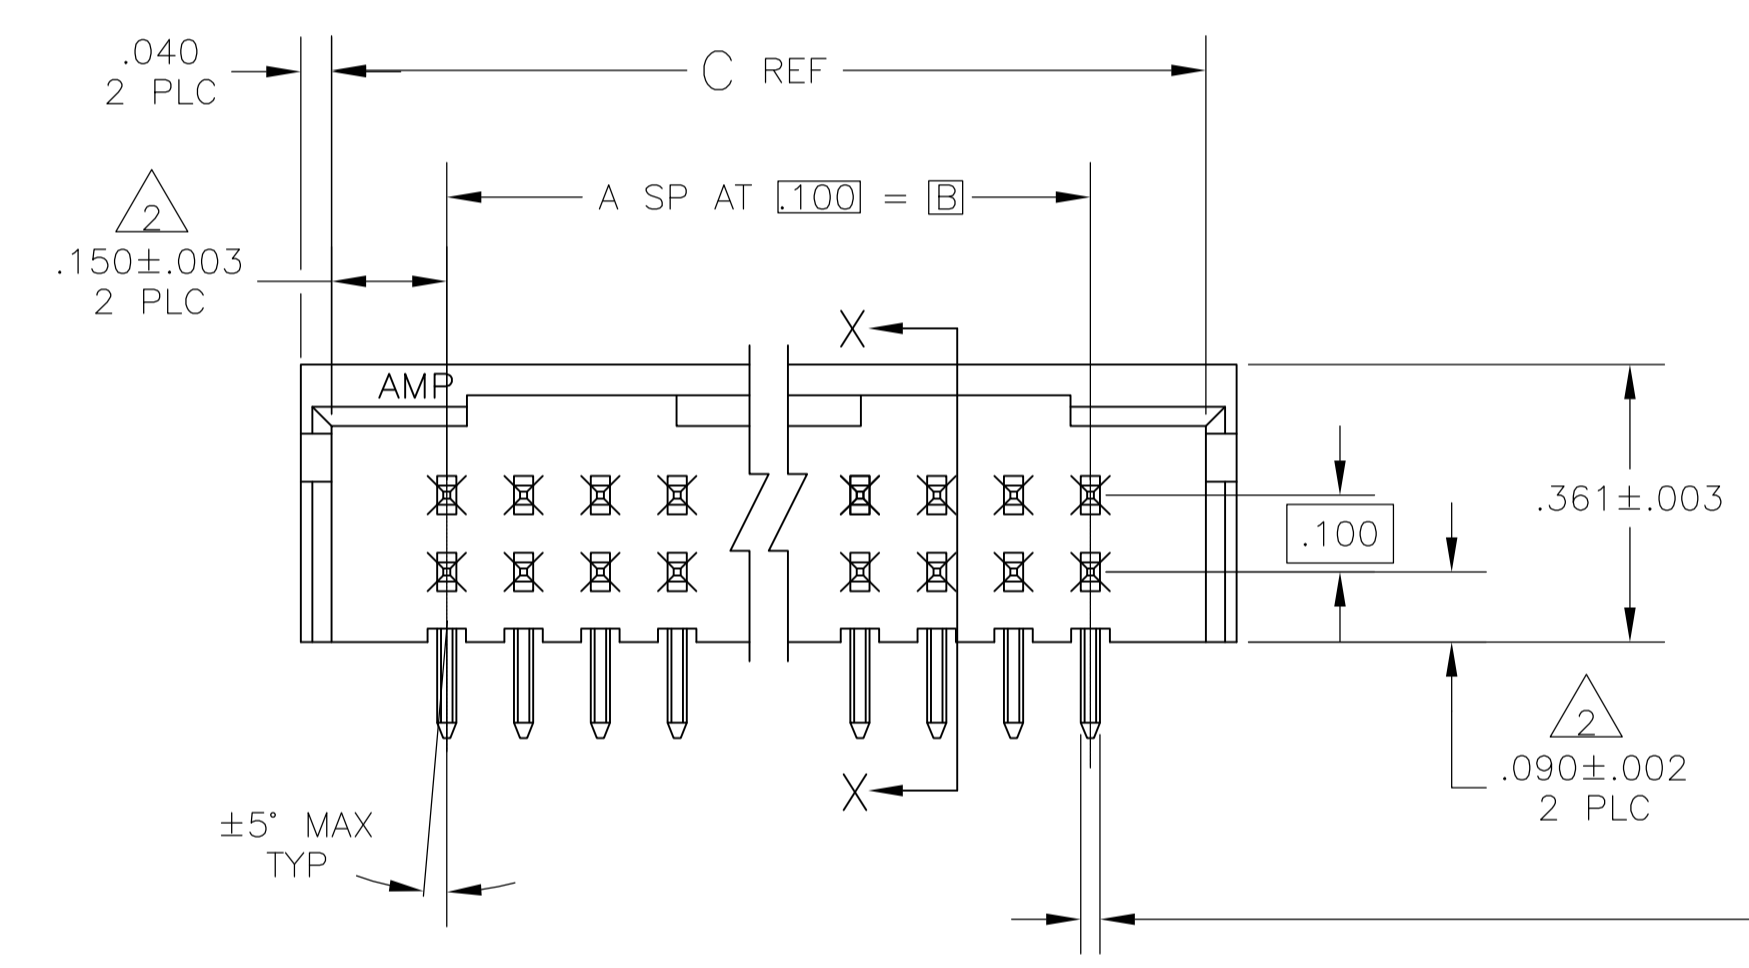 .040
2 PLC
C REF
2
.150±.003
2 PLC
A SP AT .100 = B
X
AMP
.361±.003
.100
2
.090±.002
2 PLC
X
±5° MAX
TYP